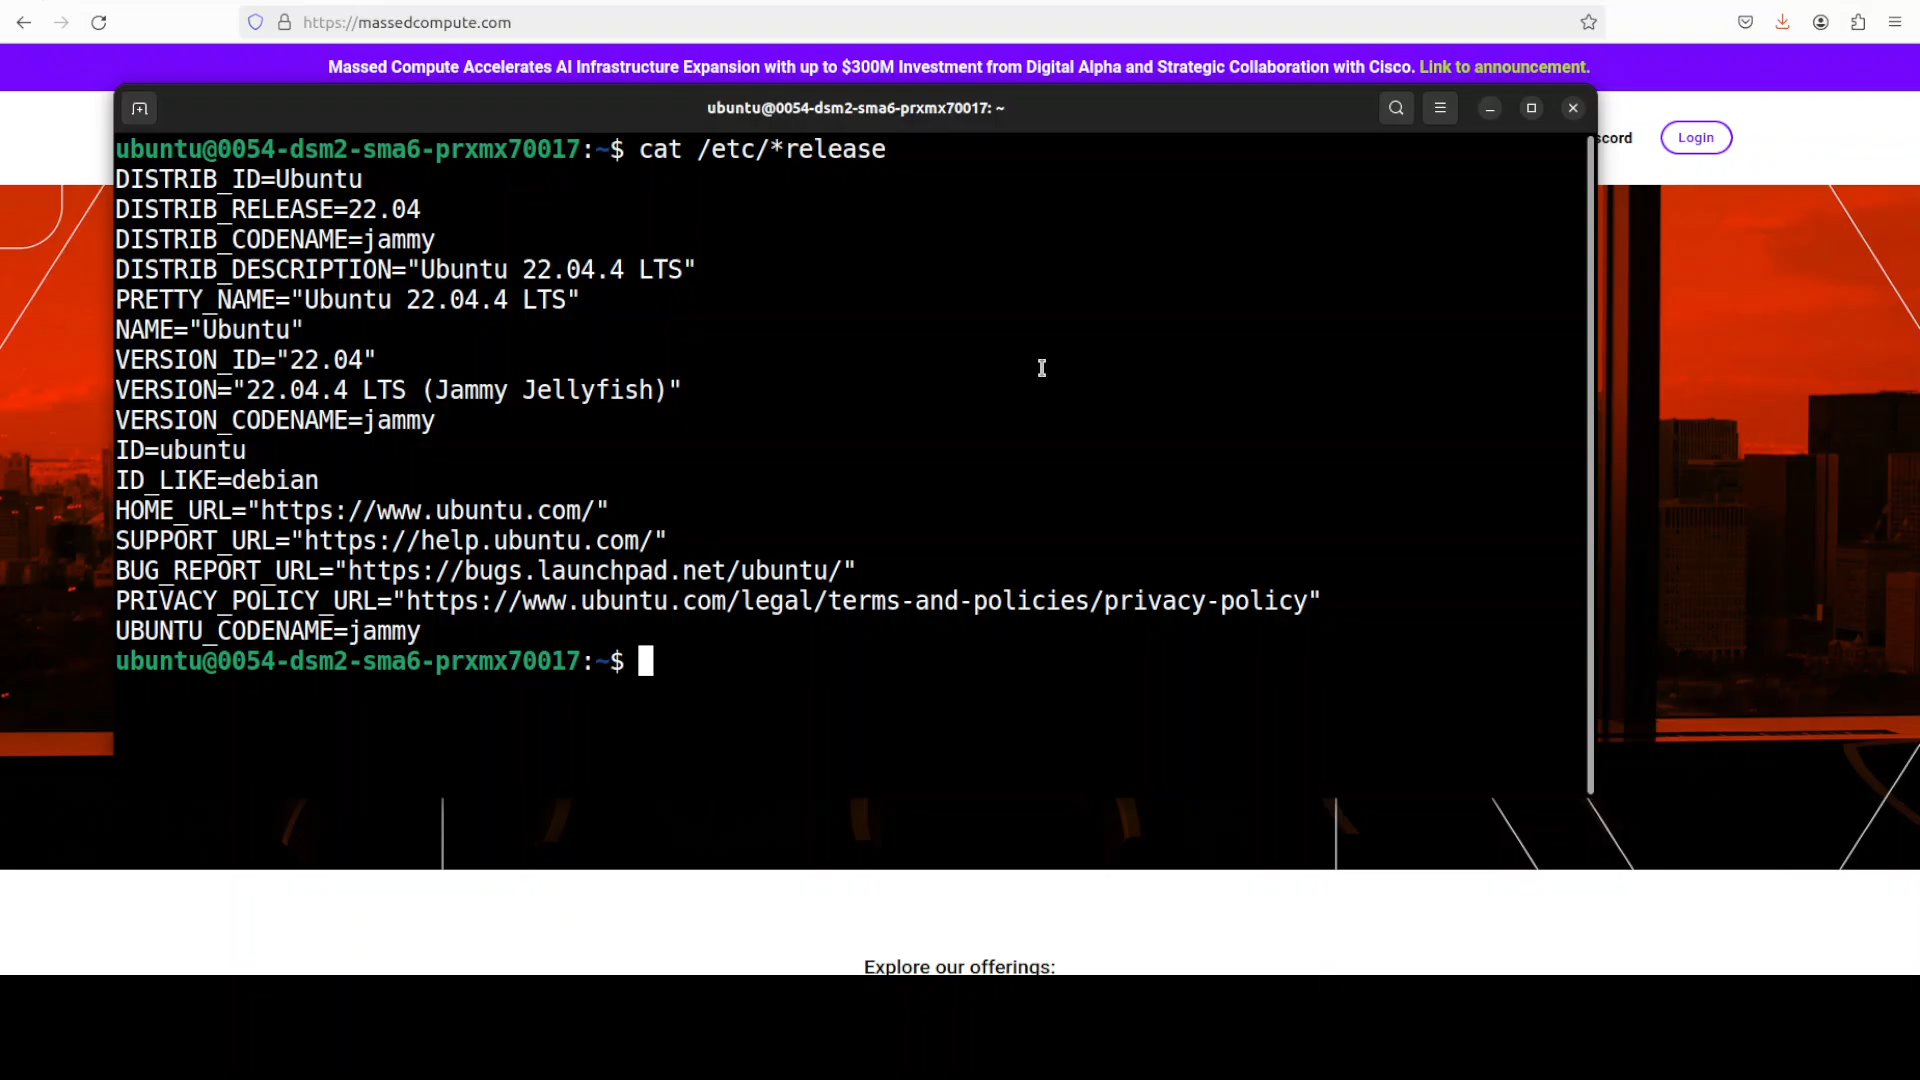 https://massedcompute.com
Massed Compute Accelerates AI Infrastructure Expansion with up to $300M Investment from Digital Alpha and Strategic Collaboration with Cisco. Link to announcement.
ubuntu@0054-dsm2-sma6-prxmx70017: ~
scord
Login
ubuntu@0054-dsm2-sma6-prxmx70017:~$ cat /etc/*release
DISTRIB_ID=Ubuntu
DISTRIB_RELEASE=22.04
DISTRIB_CODENAME=jammy
DISTRIB_DESCRIPTION="Ubuntu 22.04.4 LTS"
PRETTY_NAME="Ubuntu 22.04.4 LTS"
NAME="Ubuntu"
VERSION_ID="22.04"
VERSION="22.04.4 LTS (Jammy Jellyfish)"
VERSION_CODENAME=jammy
ID=ubuntu
ID_LIKE=debian
HOME_URL="https://www.ubuntu.com/"
SUPPORT_URL="https://help.ubuntu.com/"
BUG_REPORT_URL="https://bugs.launchpad.net/ubuntu/"
PRIVACY_POLICY_URL="https://www.ubuntu.com/legal/terms-and-policies/privacy-policy"
UBUNTU_CODENAME=jammy
ubuntu@0054-dsm2-sma6-prxmx70017:~$
Explore our offerings: